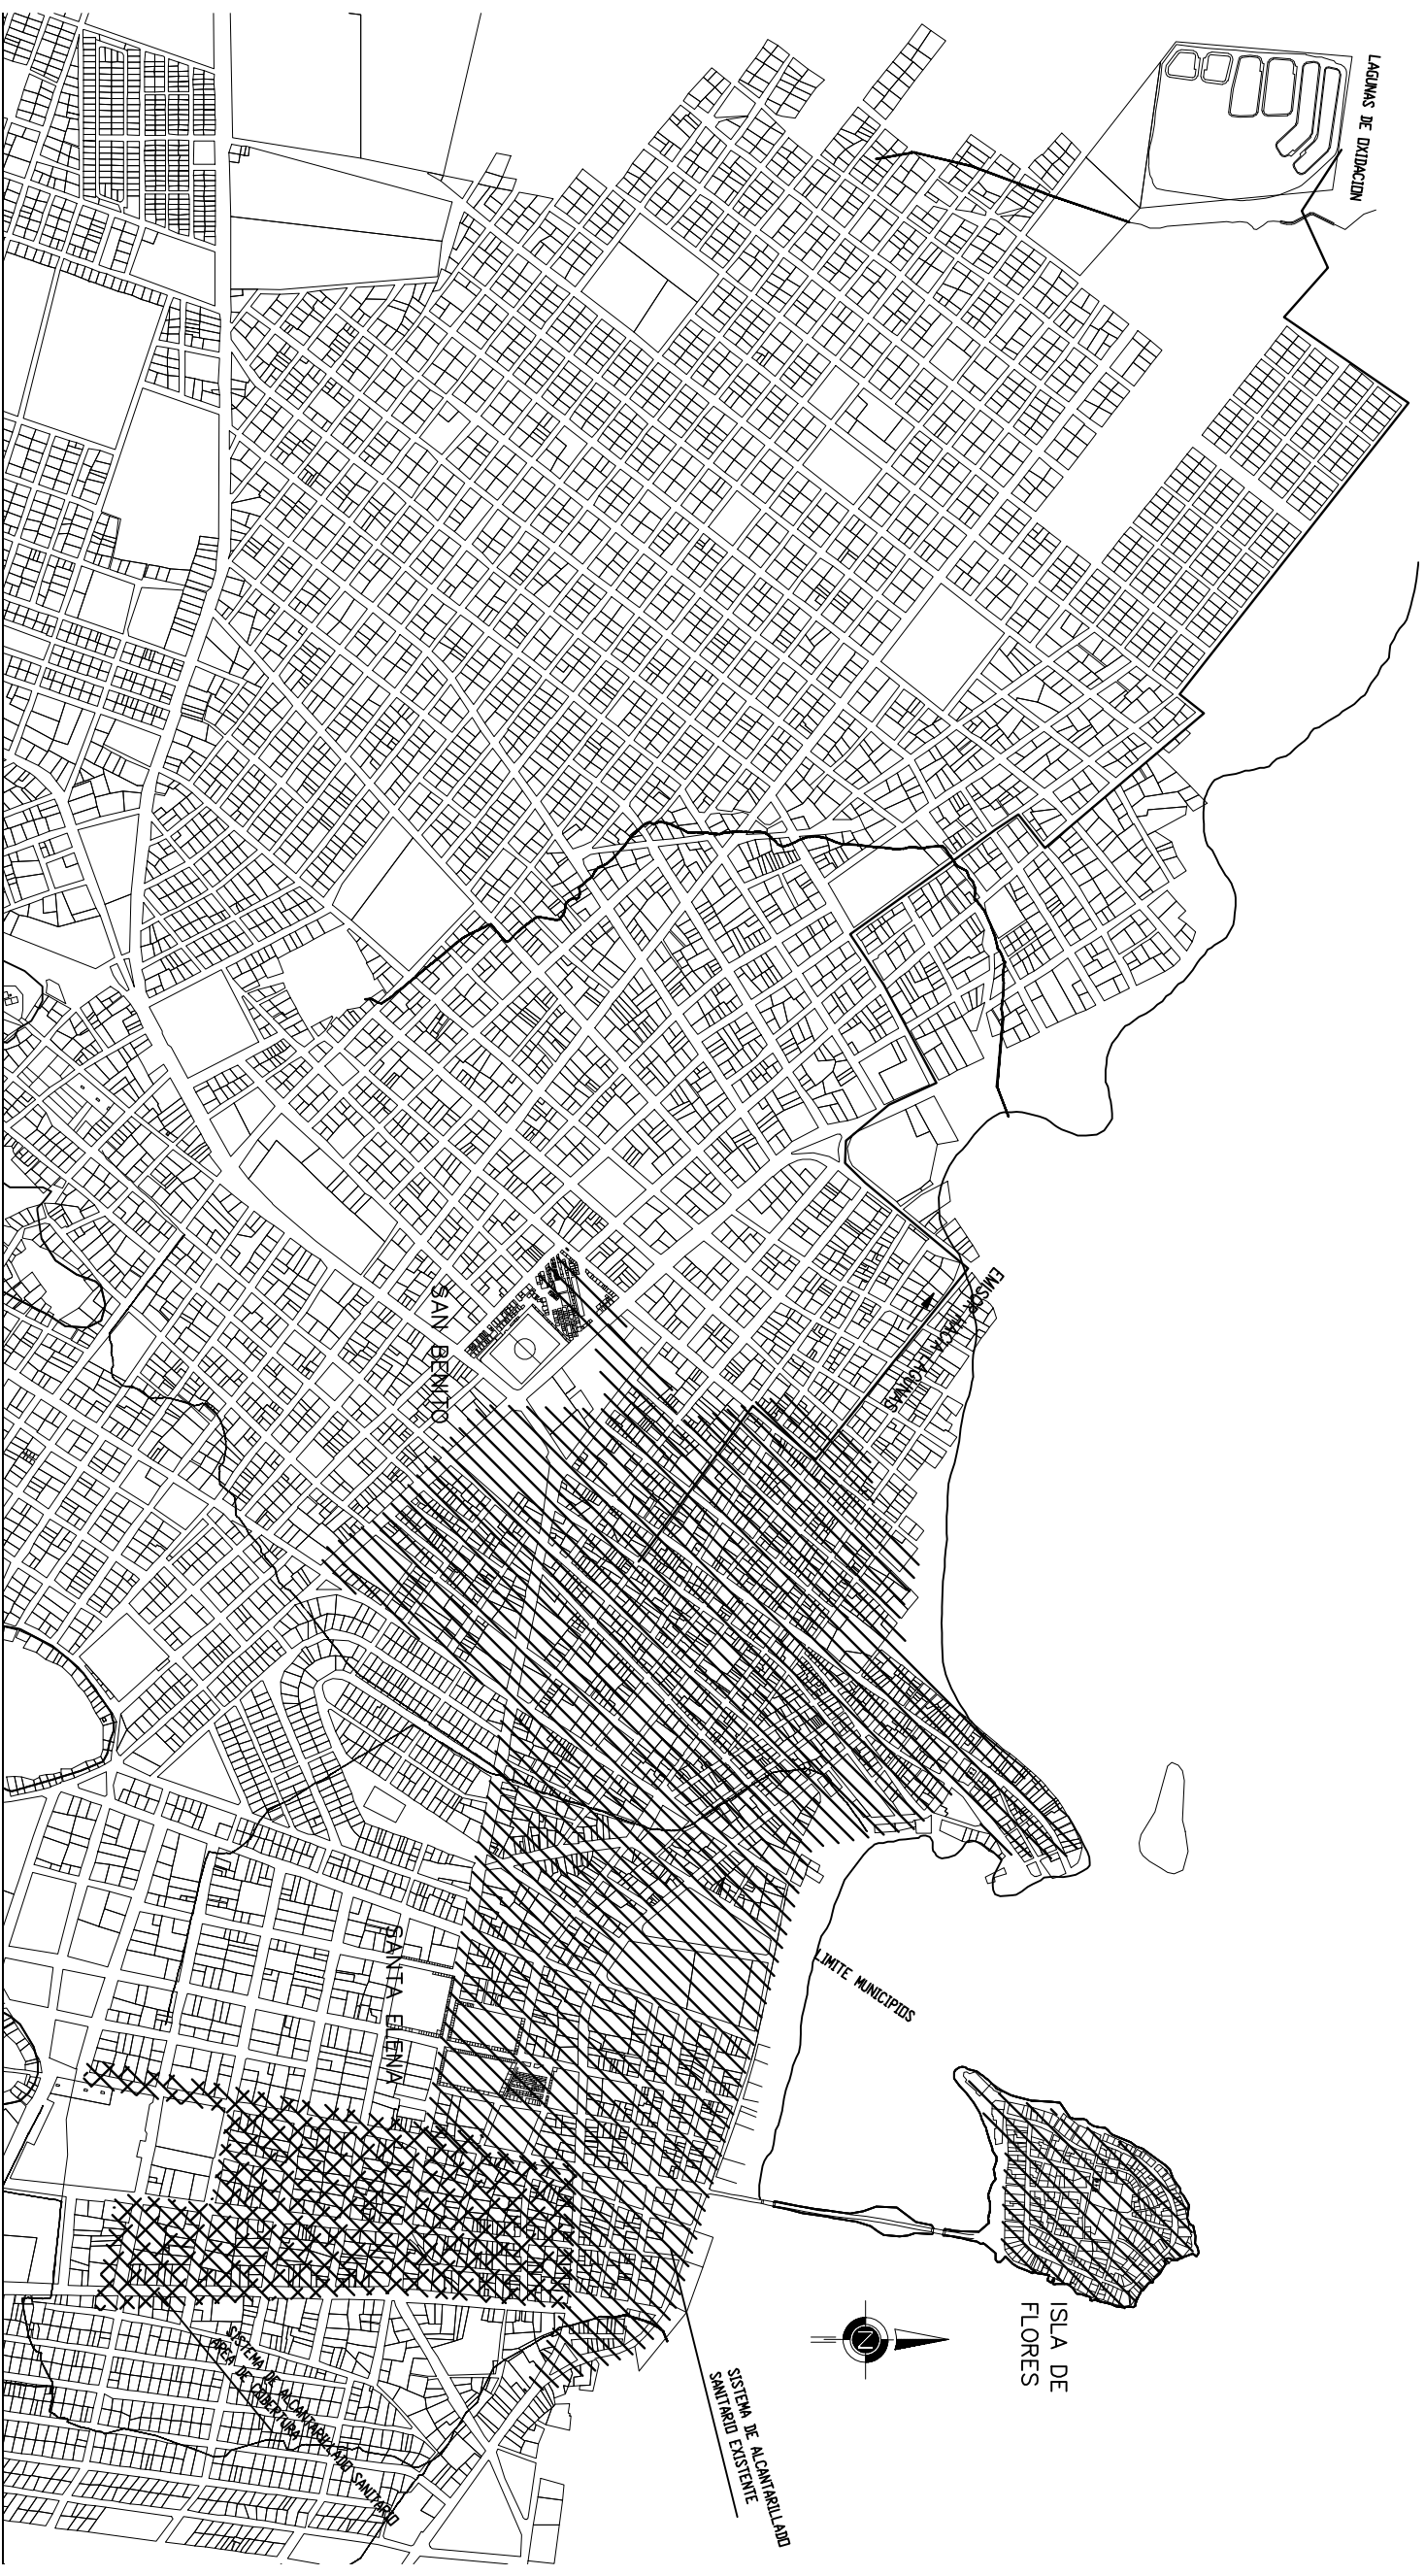 LAGUNAS DE OXIDACION
EMISOR HACIA LAGUNAS
SAN BENITO
SANTA ELENA
LIMITE MUNICIPIOS
ISLA DE
FLORES
N
SISTEMA DE ALCANTARILLADO
SANITARIO EXISTENTE
SISTEMA DE ALCANTARILLADO SANITARIO
AREA DE COBERTURA